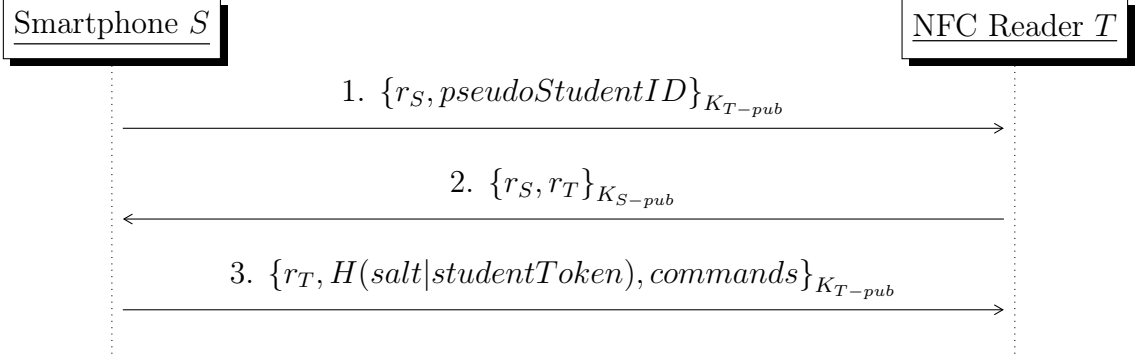 Smartphone S NFC Reader T
1. {r_S, pseudoStudentID}_{K_{T-pub}}
2. {r_S, r_T}_{K_{S-pub}}
3. {r_T, H(salt|studentToken), commands}_{K_{T-pub}}